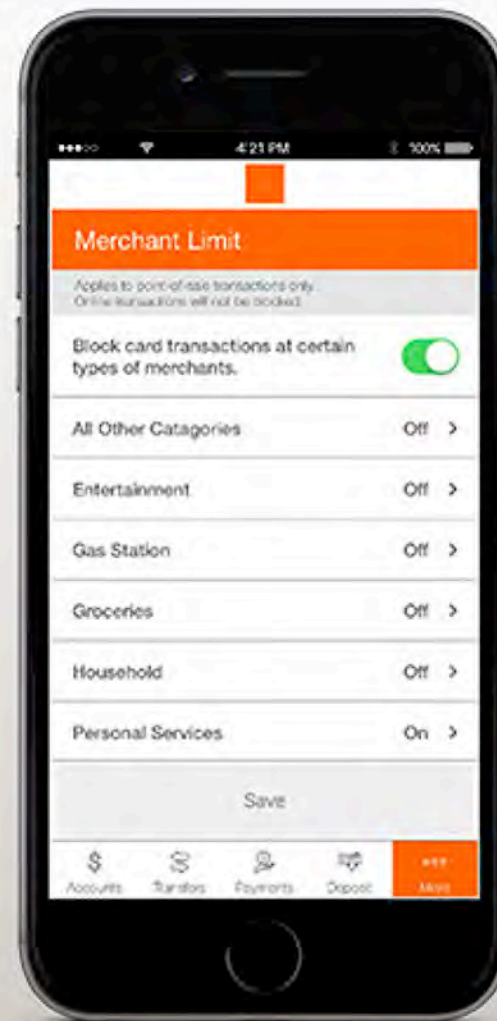 4:21 PM 100%
Merchant Limit
Applies to point-of-sale transactions only.
Online transactions will not be blocked.
Block card transactions at certain
types of merchants.
All Other Catagories Off >
Entertainment Off >
Gas Station Off >
Groceries Off >
Household Off >
Personal Services On >
Save
$
Accounts Transfers Payments Deposit More